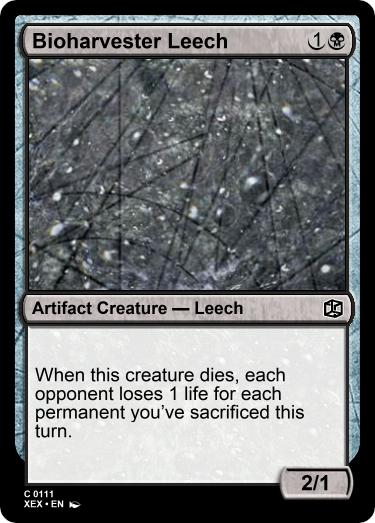 Bioharvester Leech 1
Artifact Creature — Leech
When this creature dies, each
opponent loses 1 life for each
permanent you've sacrificed this
turn.
2/1
C 0111
XEX • EN